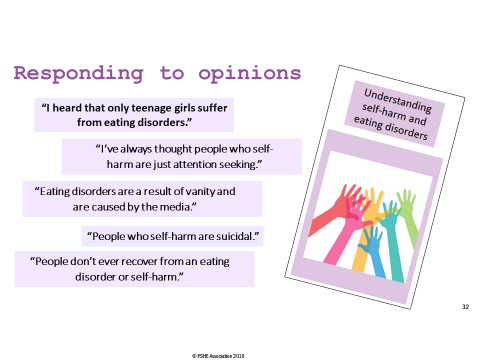 Responding to opinions
“I heard that only teenage girls suffer
from eating disorders.”
“I’ve always thought people who self-
harm are just attention seeking.”
“Eating disorders are a result of vanity and
are caused by the media.”
“People who self-harm are suicidal.”
“People don’t ever recover from an eating
disorder or self-harm.”
Understanding
self-harm and
eating disorders
32
© PSHE Association 2018